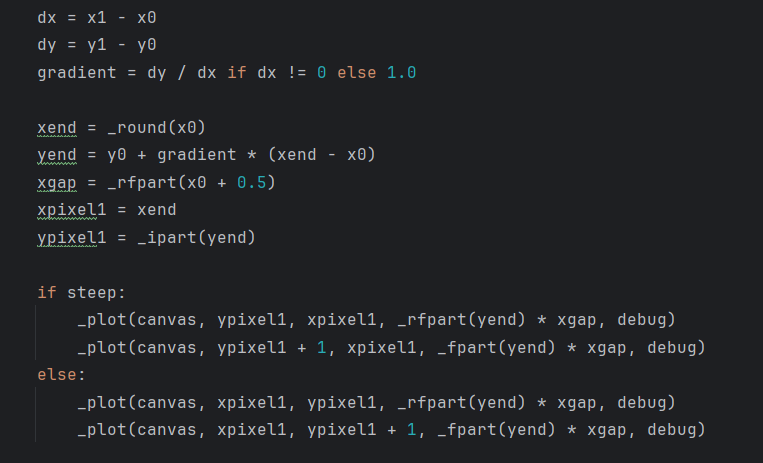 dx = x1 - x0
dy = y1 - y0
gradient = dy / dx if dx != 0 else 1.0

xend = _round(x0)
yend = y0 + gradient * (xend - x0)
xgap = _rfpart(x0 + 0.5)
xpixel1 = xend
ypixel1 = _ipart(yend)

if steep:
    _plot(canvas, ypixel1, xpixel1, _rfpart(yend) * xgap, debug)
    _plot(canvas, ypixel1 + 1, xpixel1, _fpart(yend) * xgap, debug)
else:
    _plot(canvas, xpixel1, ypixel1, _rfpart(yend) * xgap, debug)
    _plot(canvas, xpixel1, ypixel1 + 1, _fpart(yend) * xgap, debug)